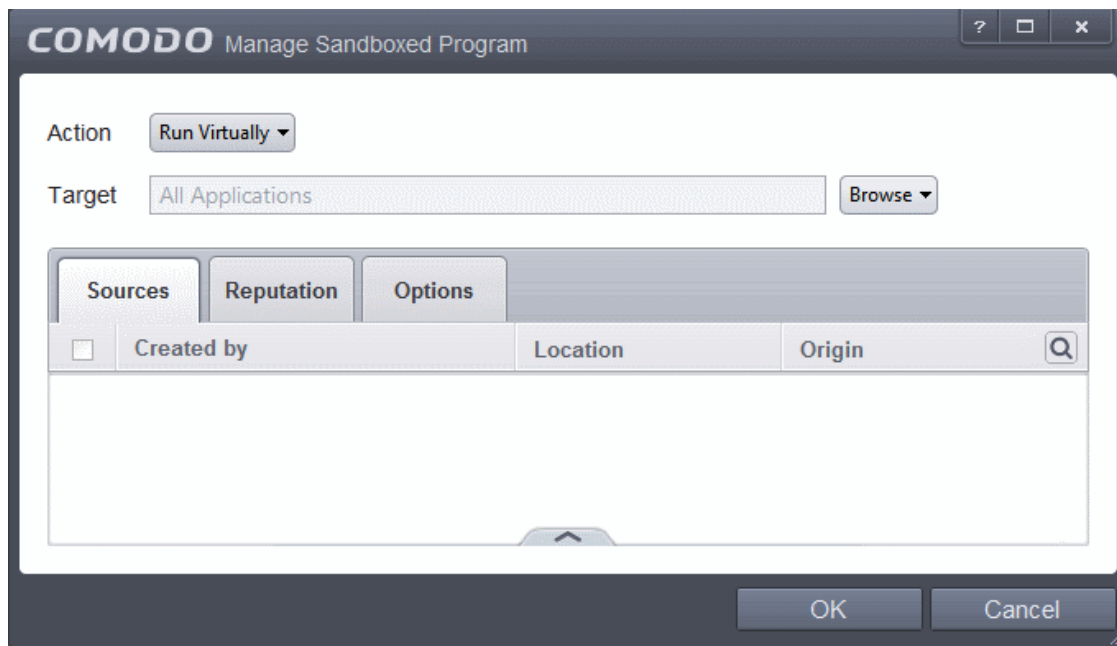 COMODO Manage Sandboxed Program ?
Action Run Virtually
Target All Applications Browse
Sources Reputation Options
Created by Location Origin
OK Cancel